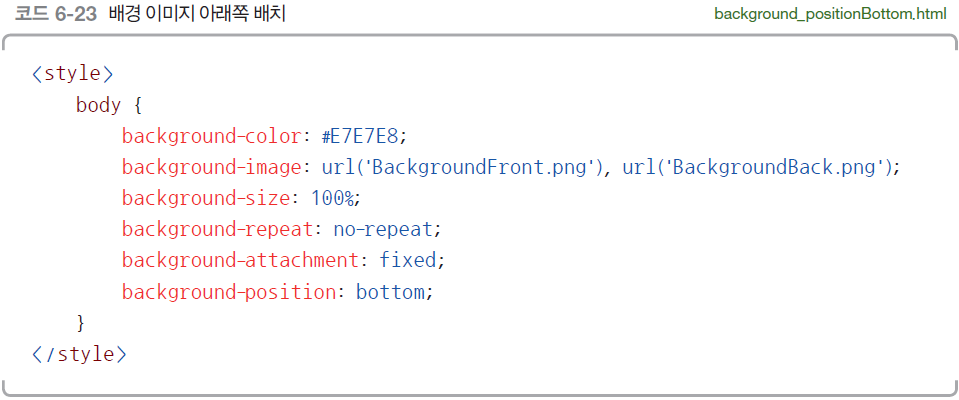 코드 6-23 배경 이미지 아래쪽 배치 background_positionBottom.html
<style>
body {
background-color: #E7E7E8;
background-image: url('BackgroundFront.png'), url('BackgroundBack.png');
background-size: 100%;
background-repeat: no-repeat;
background-attachment: fixed;
background-position: bottom;
}
</style>